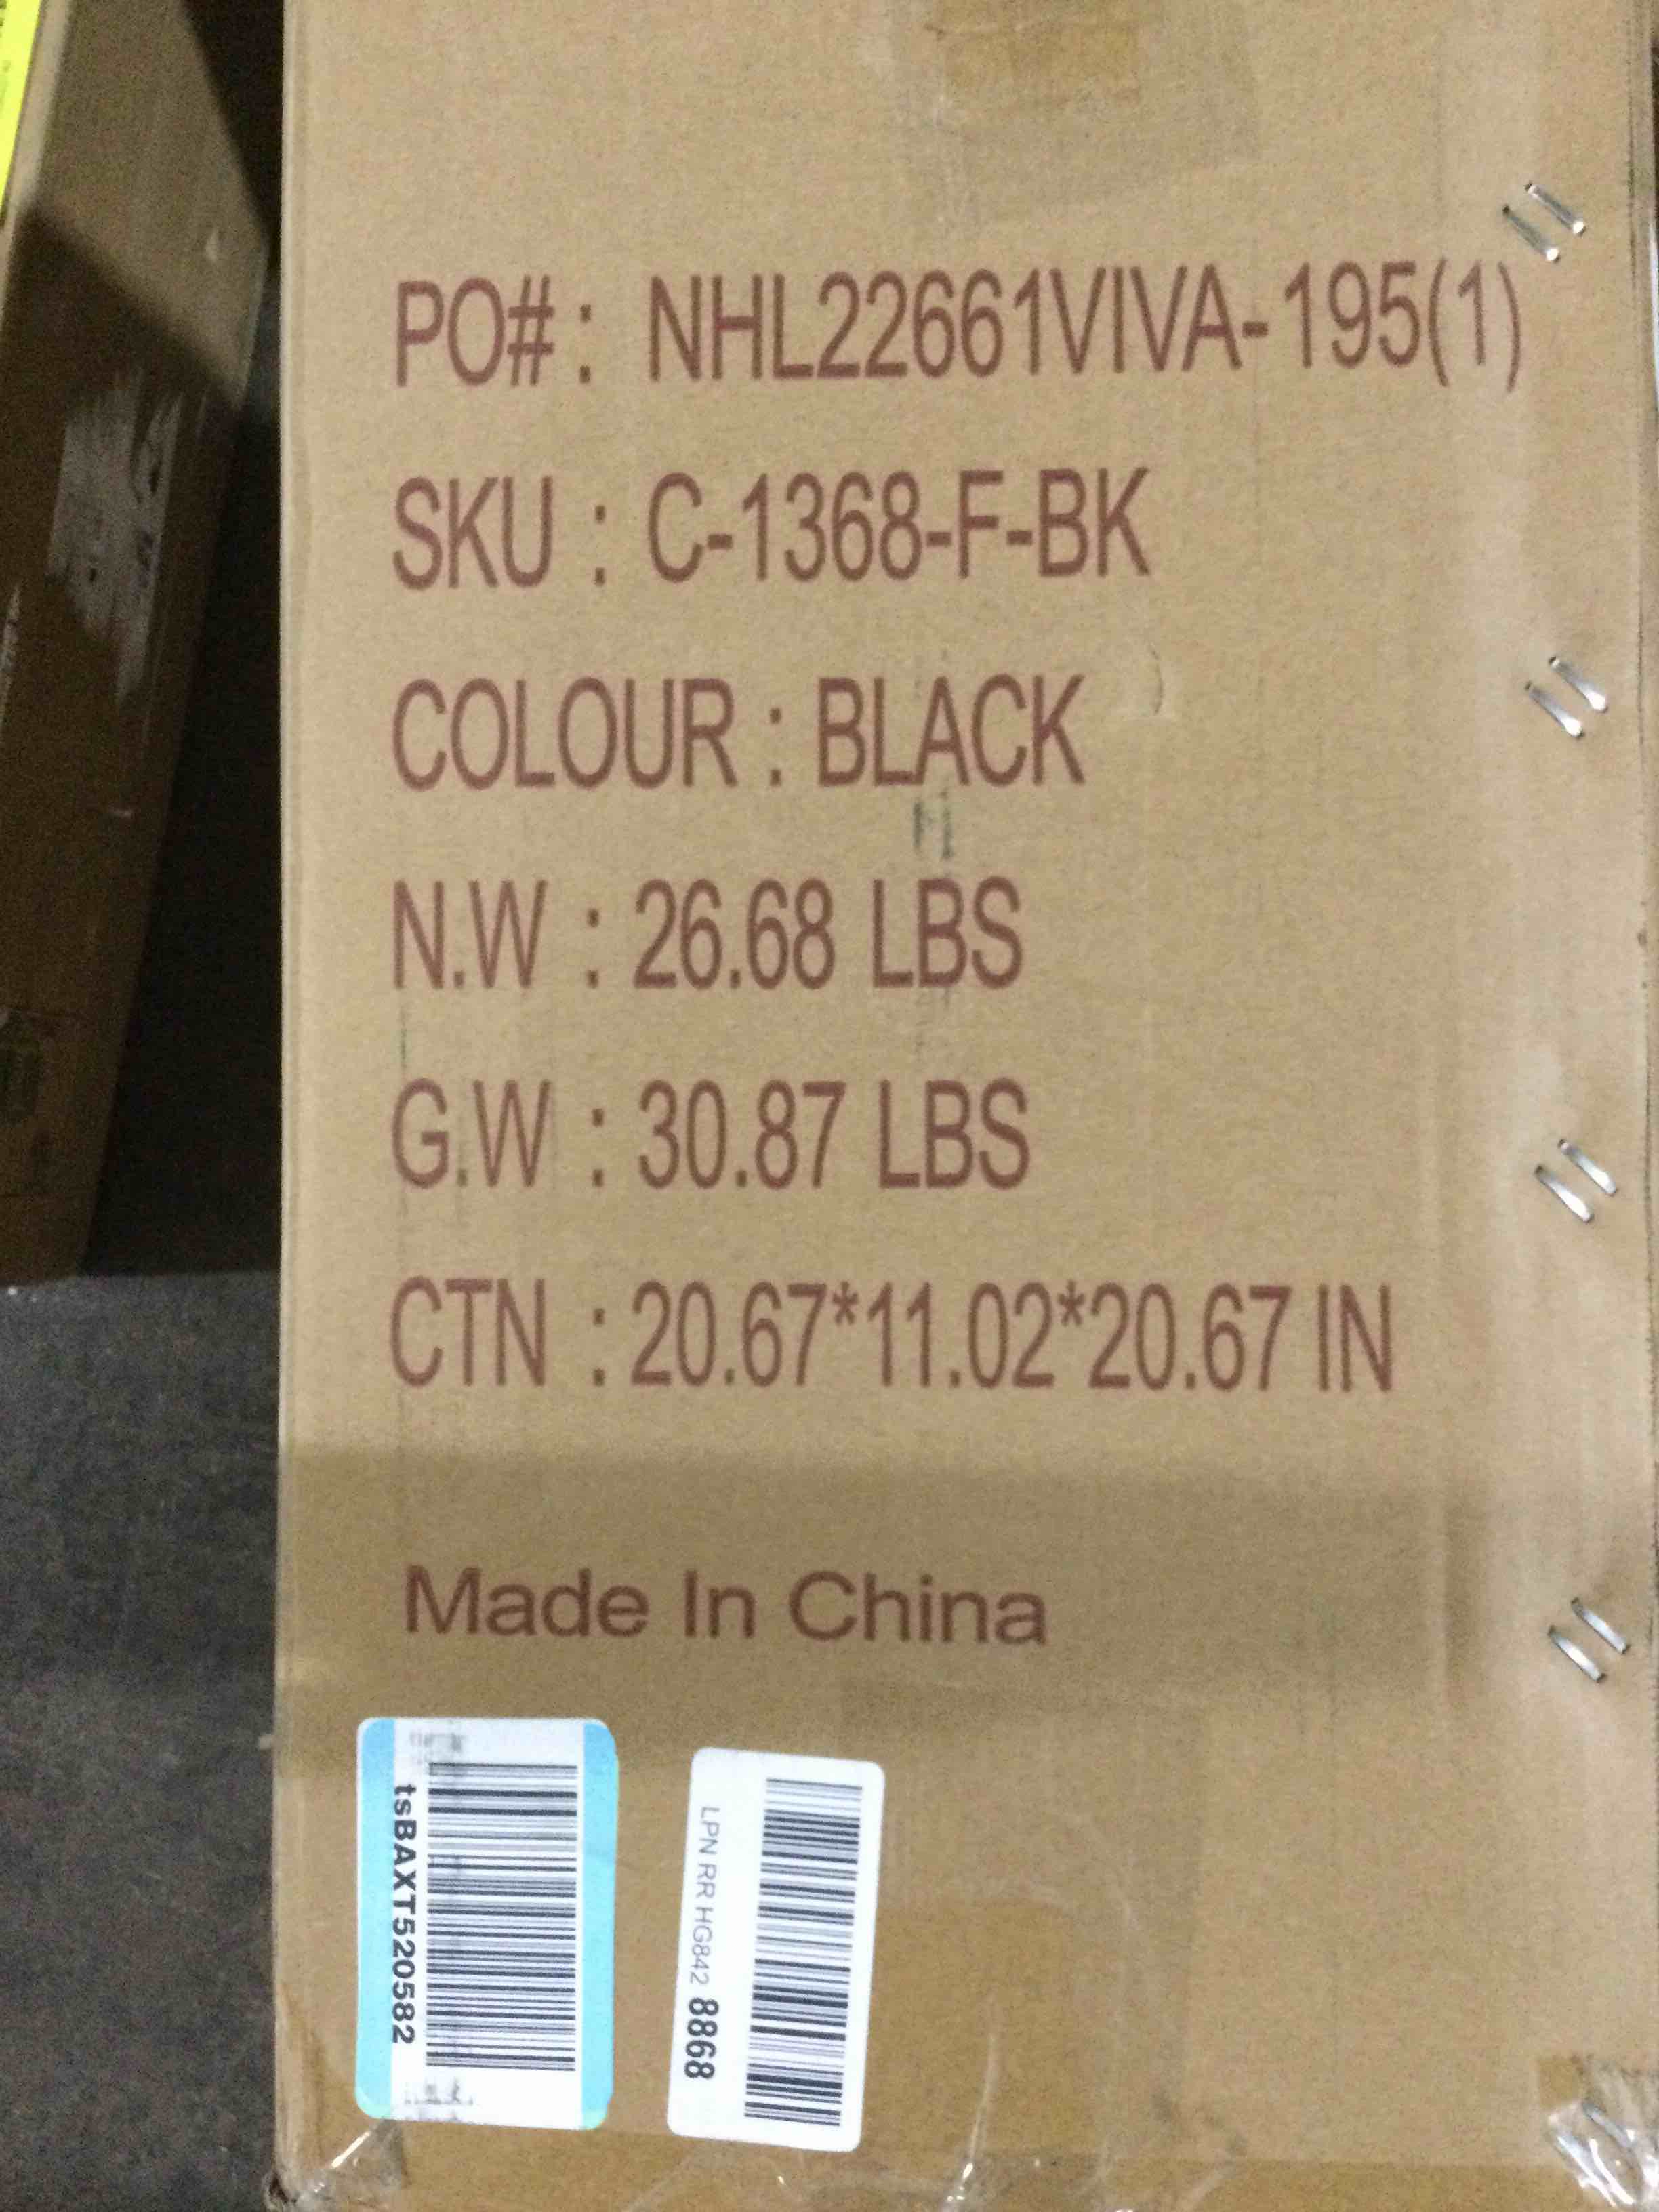 PO# : NHL22661VIVA-195(1)
SKU : C-1368-F-BK
COLOUR : BLACK
N.W : 26.68 LBS
G.W : 30.87 LBS
CTN : 20.67*11.02*20.67 IN
Made In China
tsBAXT520582
LPN RR HG842 8868